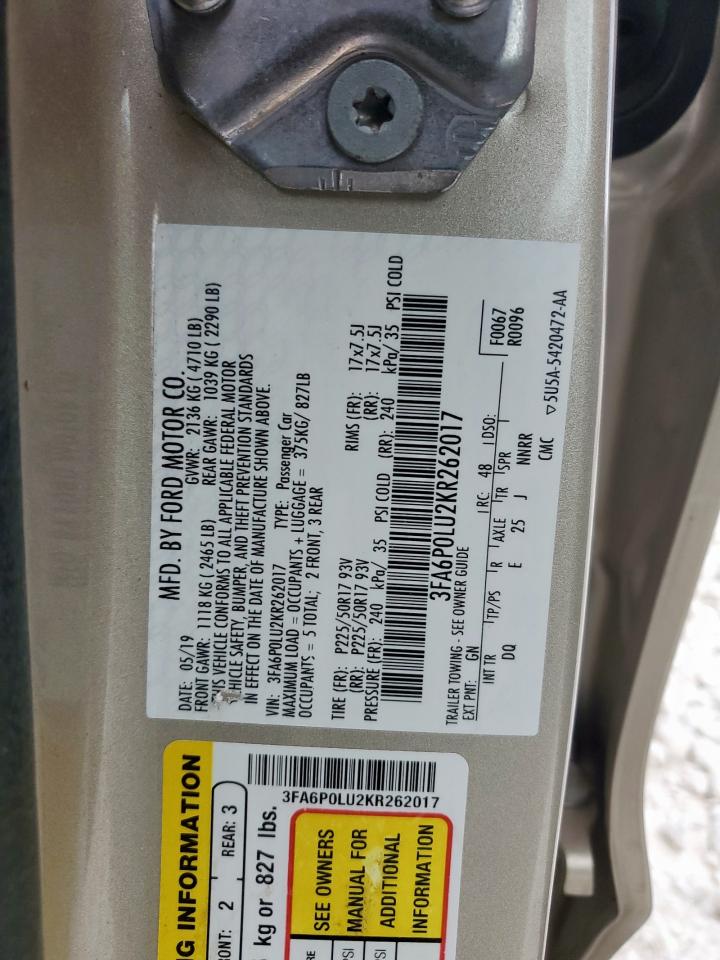 MFD. BY FORD MOTOR CO.
DATE: 05/19 GVWR: 2136 KG ( 4710 LB)
FRONT GAWR: 1118 KG ( 2465 LB) REAR GAWR: 1039 KG ( 2290 LB)
THIS VEHICLE CONFORMS TO ALL APPLICABLE FEDERAL MOTOR
VEHICLE SAFETY, BUMPER, AND THEFT PREVENTION STANDARDS
IN EFFECT ON THE DATE OF MANUFACTURE SHOWN ABOVE.
VIN: 3FA6P0LU2KR262017 TYPE: Passenger Car
MAXIMUM LOAD = OCCUPANTS + LUGGAGE = 375KG/ 827LB
OCCUPANTS = 5 TOTAL; 2 FRONT, 3 REAR
TIRE (FR): P225/50R17 93V RIMS (FR): 17x7.5J
(RR): P225/50R17 93V (RR): 17x7.5J
PRESSURE (FR): 240 kPa/ 35 PSI COLD (RR): 240 kPa/ 35 PSI COLD
3FA6P0LU2KR262017
TRAILER TOWING - SEE OWNER GUIDE
EXT PNT: GN RC: 48 DSO: F0067
R0096
INT TR TP/PS R AXLE TR SPR
DQ E 25 J NNRR
CMC ▽5U5A-5420472-AA
NG INFORMATION
ONT: 2 REAR: 3
kg or 827 lbs.
3FA6P0LU2KR262017
SEE OWNERS
MANUAL FOR
ADDITIONAL
INFORMATION
RE
PSI
PSI